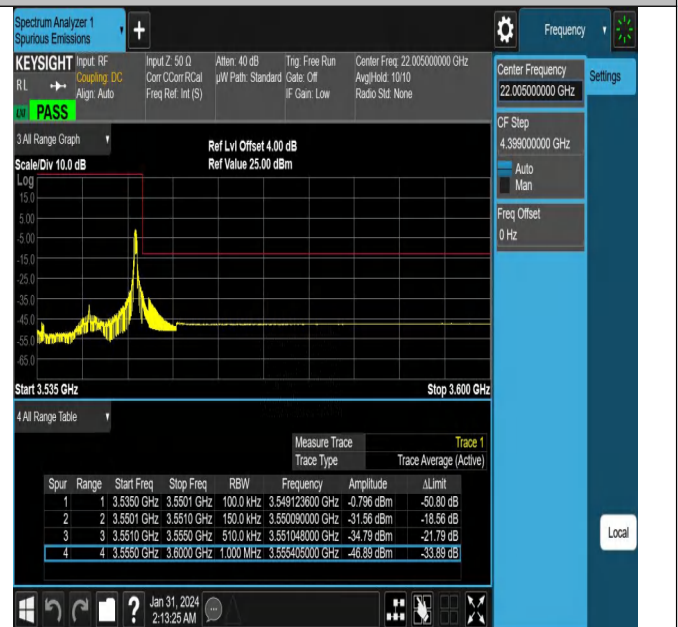 Spectrum Analyzer 1
Spurious Emissions
+
Frequency
KEYSIGHT Input: RF Input Z: 50 Ω Atten: 40 dB Trig: Free Run Center Freq: 22.005000000 GHz
RL Coupling: DC Corr CCorr RCal µW Path: Standard Gate: Off Avg|Hold: 10/10
Align: Auto Freq Ref: Int (S) IF Gain: Low Radio Std: None
LXI PASS
Center Frequency
22.005000000 GHz
Settings
CF Step
4.399000000 GHz
Auto
Man
Freq Offset
0 Hz
3 All Range Graph
Ref Lvl Offset 4.00 dB
Scale/Div 10.0 dB Ref Value 25.00 dBm
Log
15.0
5.00
-5.00
-15.0
-25.0
-35.0
-45.0
-55.0
-65.0
Start 3.535 GHz Stop 3.600 GHz
4 All Range Table
Measure Trace Trace 1
Trace Type Trace Average (Active)
Spur Range Start Freq Stop Freq RBW Frequency Amplitude ΔLimit
1 1 3.5350 GHz 3.5501 GHz 100.0 kHz 3.549123600 GHz -0.796 dBm -50.80 dB
2 2 3.5501 GHz 3.5510 GHz 150.0 kHz 3.550090000 GHz -31.56 dBm -18.56 dB
3 3 3.5510 GHz 3.5550 GHz 510.0 kHz 3.551048000 GHz -34.79 dBm -21.79 dB
4 4 3.5550 GHz 3.6000 GHz 1.000 MHz 3.555405000 GHz -46.89 dBm -33.89 dB
Local
? Jan 31, 2024
2:13:25 AM